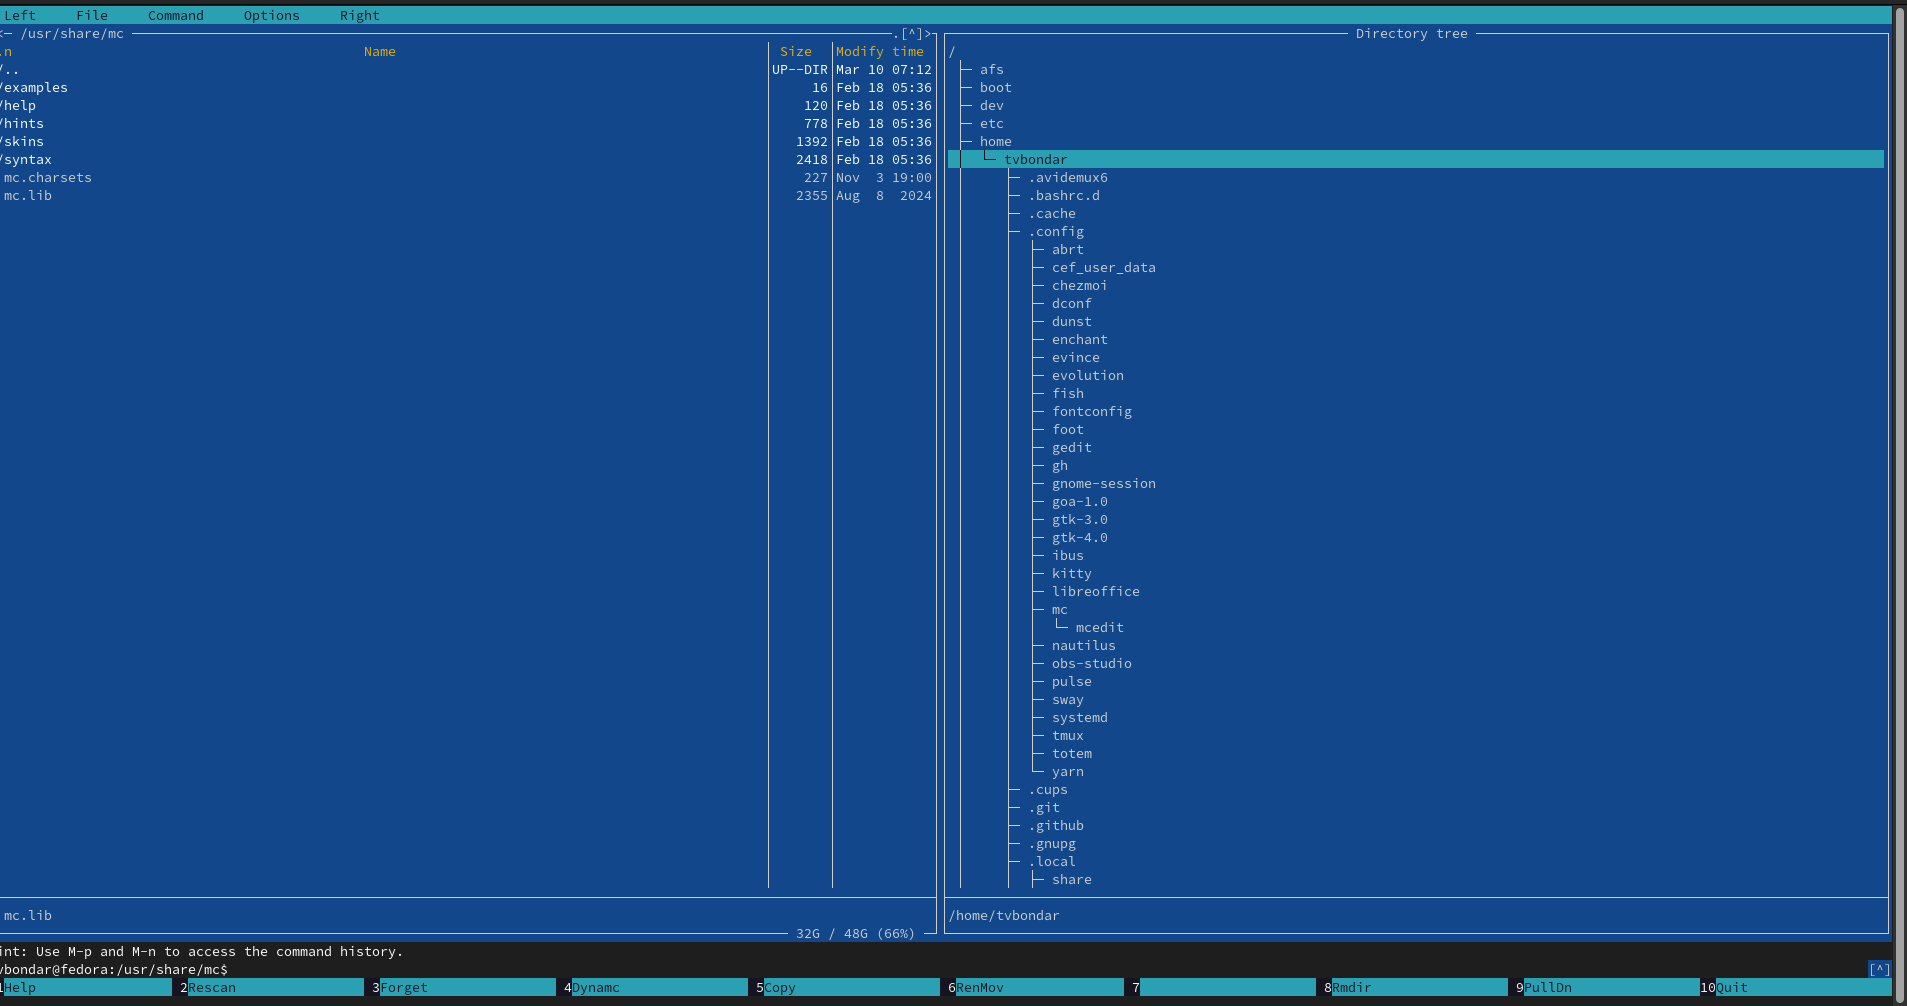 Left File Command Options Right
<─ /usr/share/mc .[^]>
.n Name Size Modify time
/.. UP--DIR Mar 10 07:12
/examples 16 Feb 18 05:36
/help 120 Feb 18 05:36
/hints 778 Feb 18 05:36
/skins 1392 Feb 18 05:36
/syntax 2418 Feb 18 05:36
mc.charsets 227 Nov 3 19:00
mc.lib 2355 Aug 8 2024
mc.lib
32G / 48G (66%)
Directory tree
/
afs
boot
dev
etc
home
tvbondar
.avidemux6
.bashrc.d
.cache
.config
abrt
cef_user_data
chezmoi
dconf
dunst
enchant
evince
evolution
fish
fontconfig
foot
gedit
gh
gnome-session
goa-1.0
gtk-3.0
gtk-4.0
ibus
kitty
libreoffice
mc
mcedit
nautilus
obs-studio
pulse
sway
systemd
tmux
totem
yarn
.cups
.git
.github
.gnupg
.local
share
/home/tvbondar
int: Use M-p and M-n to access the command history.
vbondar@fedora:/usr/share/mc$ [^]
1Help 2Rescan 3Forget 4Dynamc 5Copy 6RenMov 7 8Rmdir 9PullDn 10Quit